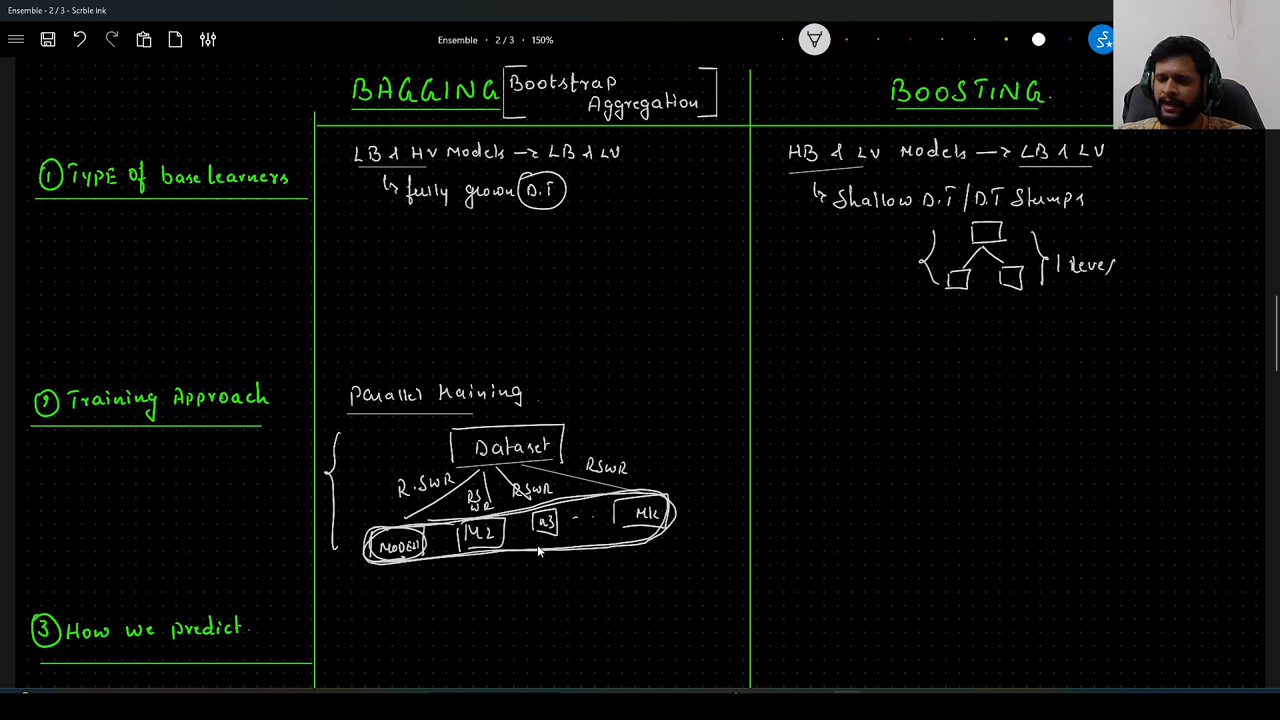 Ensemble - 2 / 3 - Scrble Ink
Ensemble • 2 / 3 150%
BAGGING [Bootstrap Aggregation]
BOOSTING.
① TYPE of base learners
LB & HV Models → LB & LV
↳ fully grown D.T
HB & LV Models → LB & LV
↳ Shallow D.T / D.T Stumps
1 level
② Training Approach
Parallel training
Dataset
R.SWR
RSWR
RSWR
RSWR
MODEL1
M2
M3
...
MK
③ How we predict.